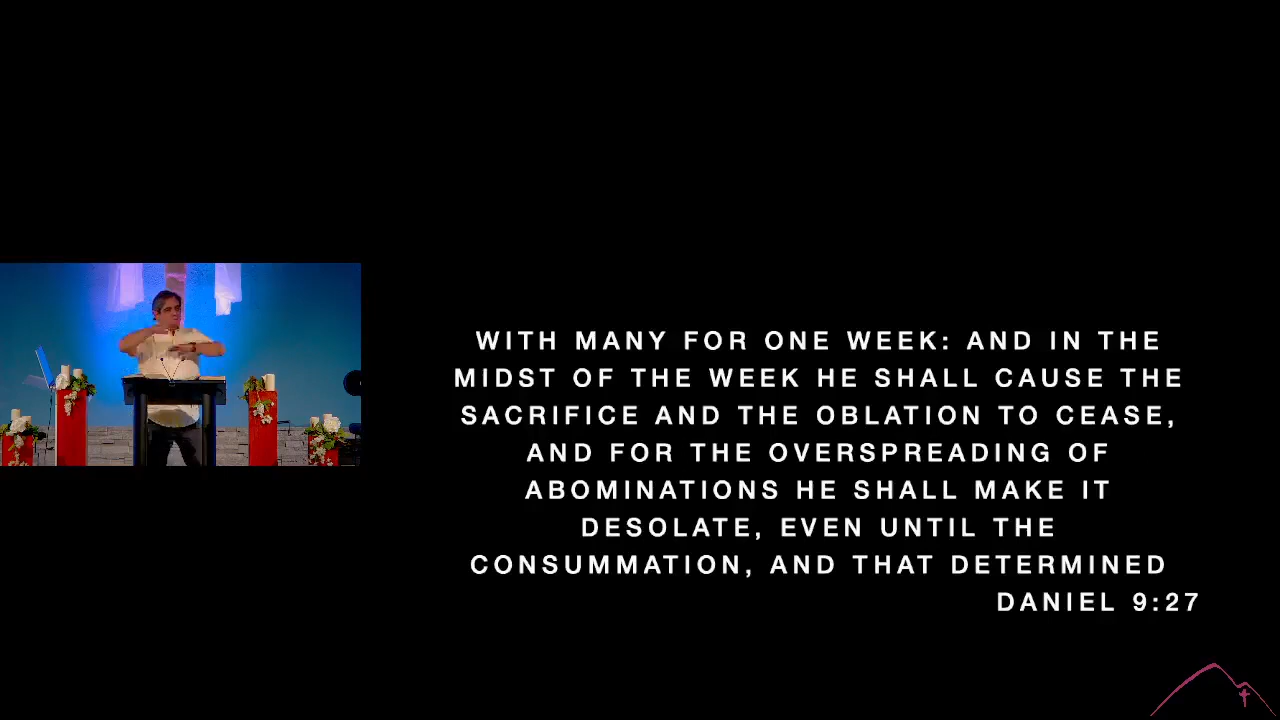 WITH MANY FOR ONE WEEK: AND IN THE
MIDST OF THE WEEK HE SHALL CAUSE THE
SACRIFICE AND THE OBLATION TO CEASE,
AND FOR THE OVERSPREADING OF
ABOMINATIONS HE SHALL MAKE IT
DESOLATE, EVEN UNTIL THE
CONSUMMATION, AND THAT DETERMINED
DANIEL 9:27